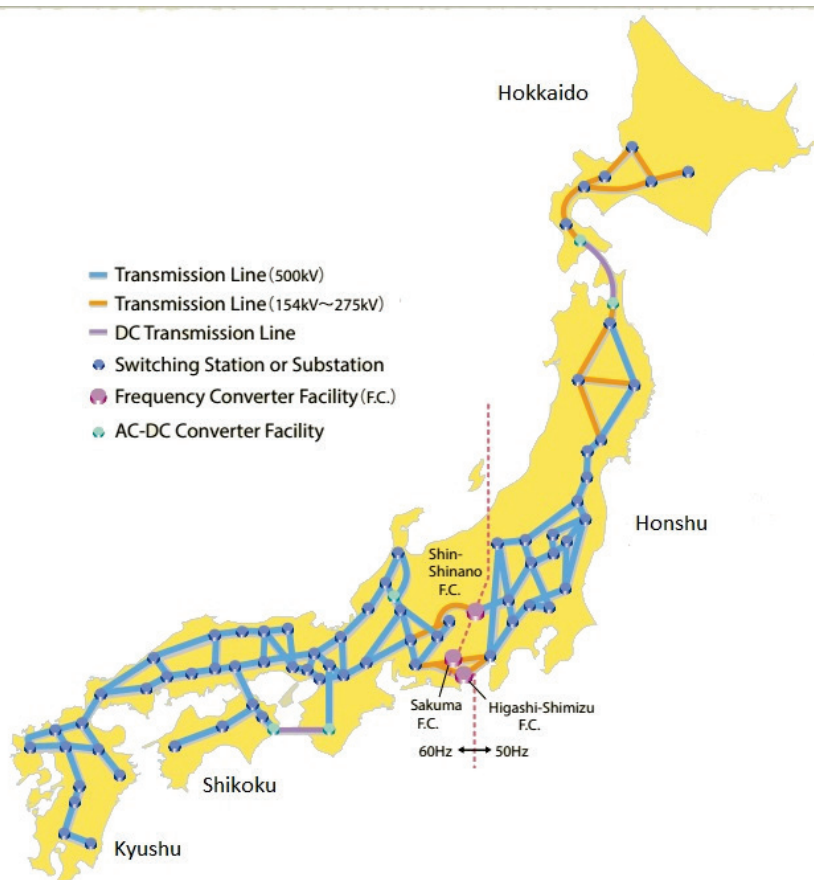 Hokkaido
Transmission Line(500kV)
Transmission Line(154kV～275kV)
DC Transmission Line
Switching Station or Substation
Frequency Converter Facility(F.C.)
AC-DC Converter Facility
Honshu
Shin-
Shinano
F.C.
Sakuma
F.C.
Higashi-Shimizu
F.C.
60Hz
50Hz
Shikoku
Kyushu